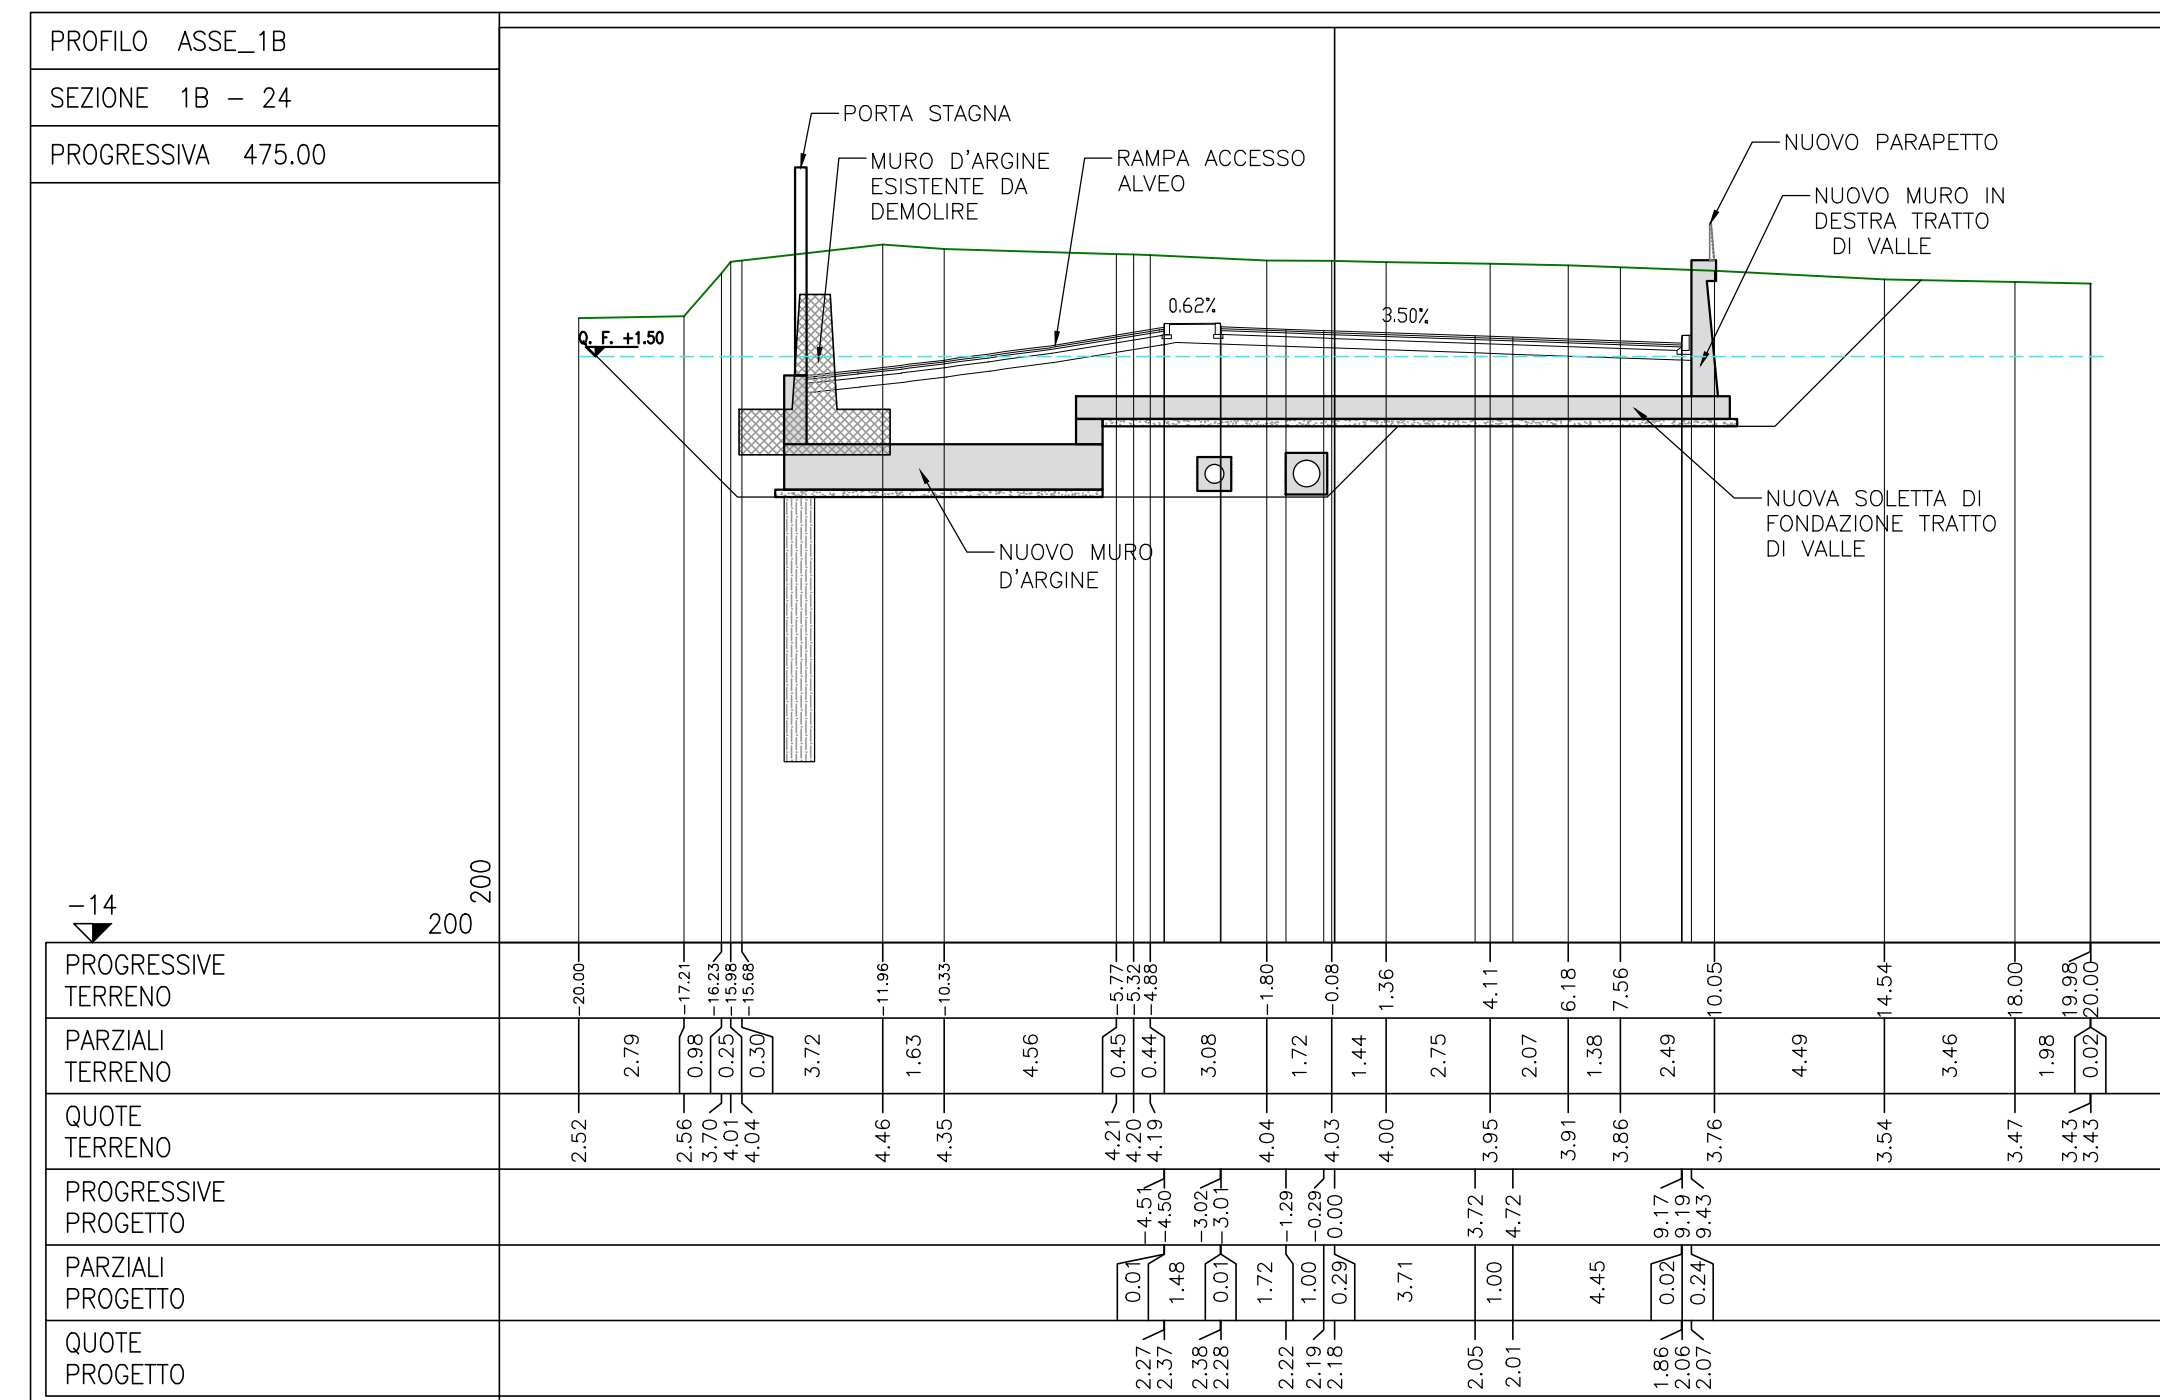 PROFILO ASSE_1B
SEZIONE 1B – 24
PROGRESSIVA 475.00
PORTA STAGNA
MURO D'ARGINE
ESISTENTE DA
DEMOLIRE
RAMPA ACCESSO
ALVEO
NUOVO PARAPETTO
NUOVO MURO IN
DESTRA TRATTO
DI VALLE
0.62%
3.50%
Q. F. +1.50
NUOVA SOLETTA DI
FONDAZIONE TRATTO
DI VALLE
NUOVO MURO
D'ARGINE
200
200
−14
PROGRESSIVE
TERRENO
−20.00 −17.21 −16.23 −15.98 −15.68 −11.96 −10.33 −5.77 −5.32 −4.88 −1.80 −0.08 1.36 4.11 6.18 7.56 10.05 14.54 18.00 19.98 20.00
PARZIALI
TERRENO
2.79 0.98 0.25 0.30 3.72 1.63 4.56 0.45 0.44 3.08 1.72 1.44 2.75 2.07 1.38 2.49 4.49 3.46 1.98 0.02
QUOTE
TERRENO
2.52 2.56 3.70 4.01 4.04 4.46 4.35 4.21 4.20 4.19 4.04 4.03 4.00 3.95 3.91 3.86 3.76 3.54 3.47 3.43 3.43
PROGRESSIVE
PROGETTO
−4.51 −4.50 −3.02 −3.01 −1.29 −0.29 0.00 3.72 4.72 9.17 9.19 9.43
PARZIALI
PROGETTO
0.01 1.48 0.01 1.72 1.00 0.29 3.71 1.00 4.45 0.02 0.24
QUOTE
PROGETTO
2.27 2.37 2.38 2.28 2.22 2.19 2.18 2.05 2.01 1.86 2.06 2.07